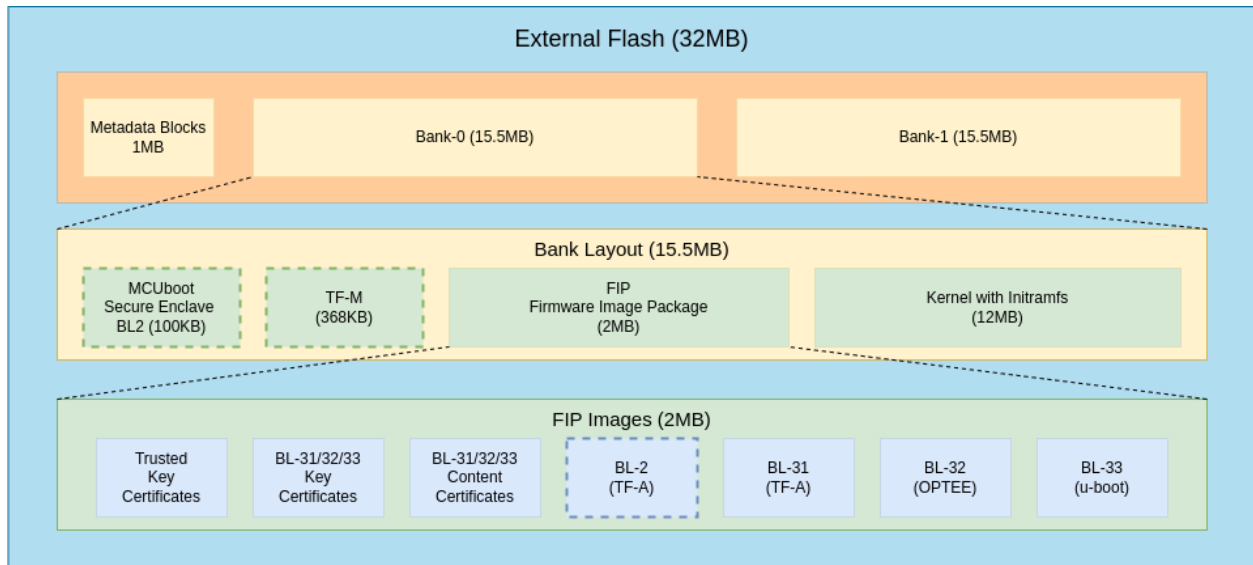 External Flash (32MB)
Metadata Blocks
1MB
Bank-0 (15.5MB)
Bank-1 (15.5MB)
Bank Layout (15.5MB)
MCUboot
Secure Enclave
BL2 (100KB)
TF-M
(368KB)
FIP
Firmware Image Package
(2MB)
Kernel with Initramfs
(12MB)
FIP Images (2MB)
Trusted
Key
Certificates
BL-31/32/33
Key
Certificates
BL-31/32/33
Content
Certificates
BL-2
(TF-A)
BL-31
(TF-A)
BL-32
(OPTEE)
BL-33
(u-boot)